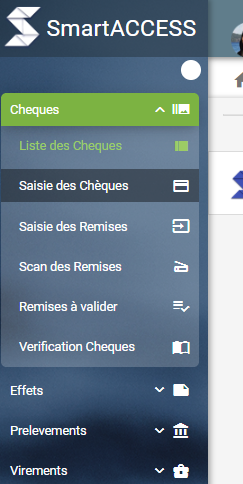 SmartACCESS
Cheques
Liste des Cheques
Saisie des Chèques
Saisie des Remises
Scan des Remises
Remises à valider
Verification Cheques
Effets
Prelevements
Virements